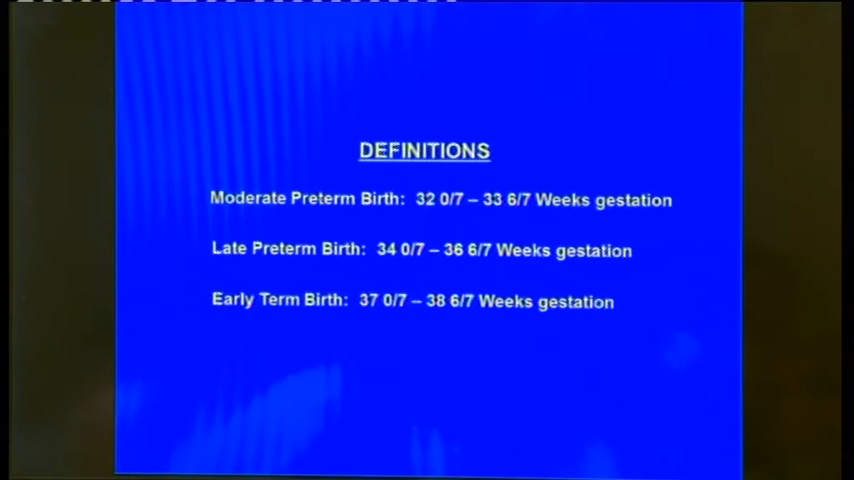 DEFINITIONS
Moderate Preterm Birth: 32 0/7 – 33 6/7 Weeks gestation
Late Preterm Birth: 34 0/7 – 36 6/7 Weeks gestation
Early Term Birth: 37 0/7 – 38 6/7 Weeks gestation